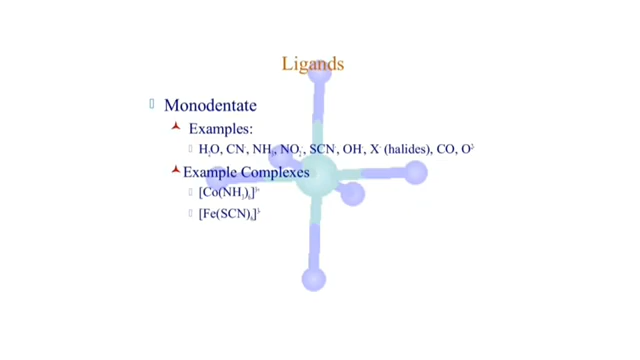 Ligands
Monodentate
Examples:
H₂O, CN⁻, NH₃, NO₂⁻, SCN⁻, OH⁻, X⁻ (halides), CO, O²⁻
Example Complexes
[Co(NH₃)₆]³⁺
[Fe(SCN)₆]³⁻